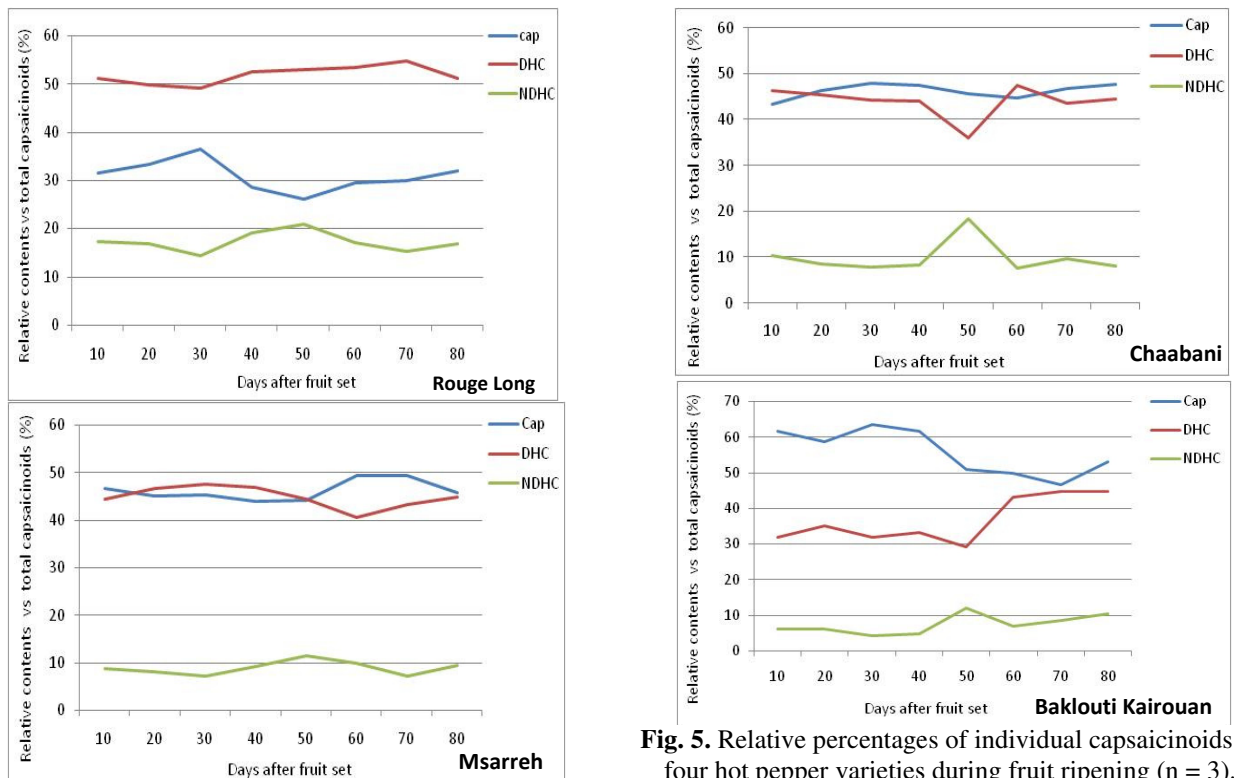 Relative contents vs total capsaicinoids (%)
60
50
40
30
20
10
0
10 20 30 40 50 60 70 80
Days after fruit set
cap
DHC
NDHC
Rouge Long
Relative contents vs total capsaicinoids (%)
60
50
40
30
20
10
0
10 20 30 40 50 60 70 80
Days after fruit set
Cap
DHC
NDHC
Chaabani
Relative contents vs total capsaicinoids (%)
60
50
40
30
20
10
0
10 20 30 40 50 60 70 80
Days after fruit set
Cap
DHC
NDHC
Msarreh
Relative contents vs total capsaicinoids (%)
70
60
50
40
30
20
10
0
10 20 30 40 50 60 70 80
Days after fruit set
Cap
DHC
NDHC
Baklouti Kairouan
Fig. 5. Relative percentages of individual capsaicinoids
four hot pepper varieties during fruit ripening (n = 3).